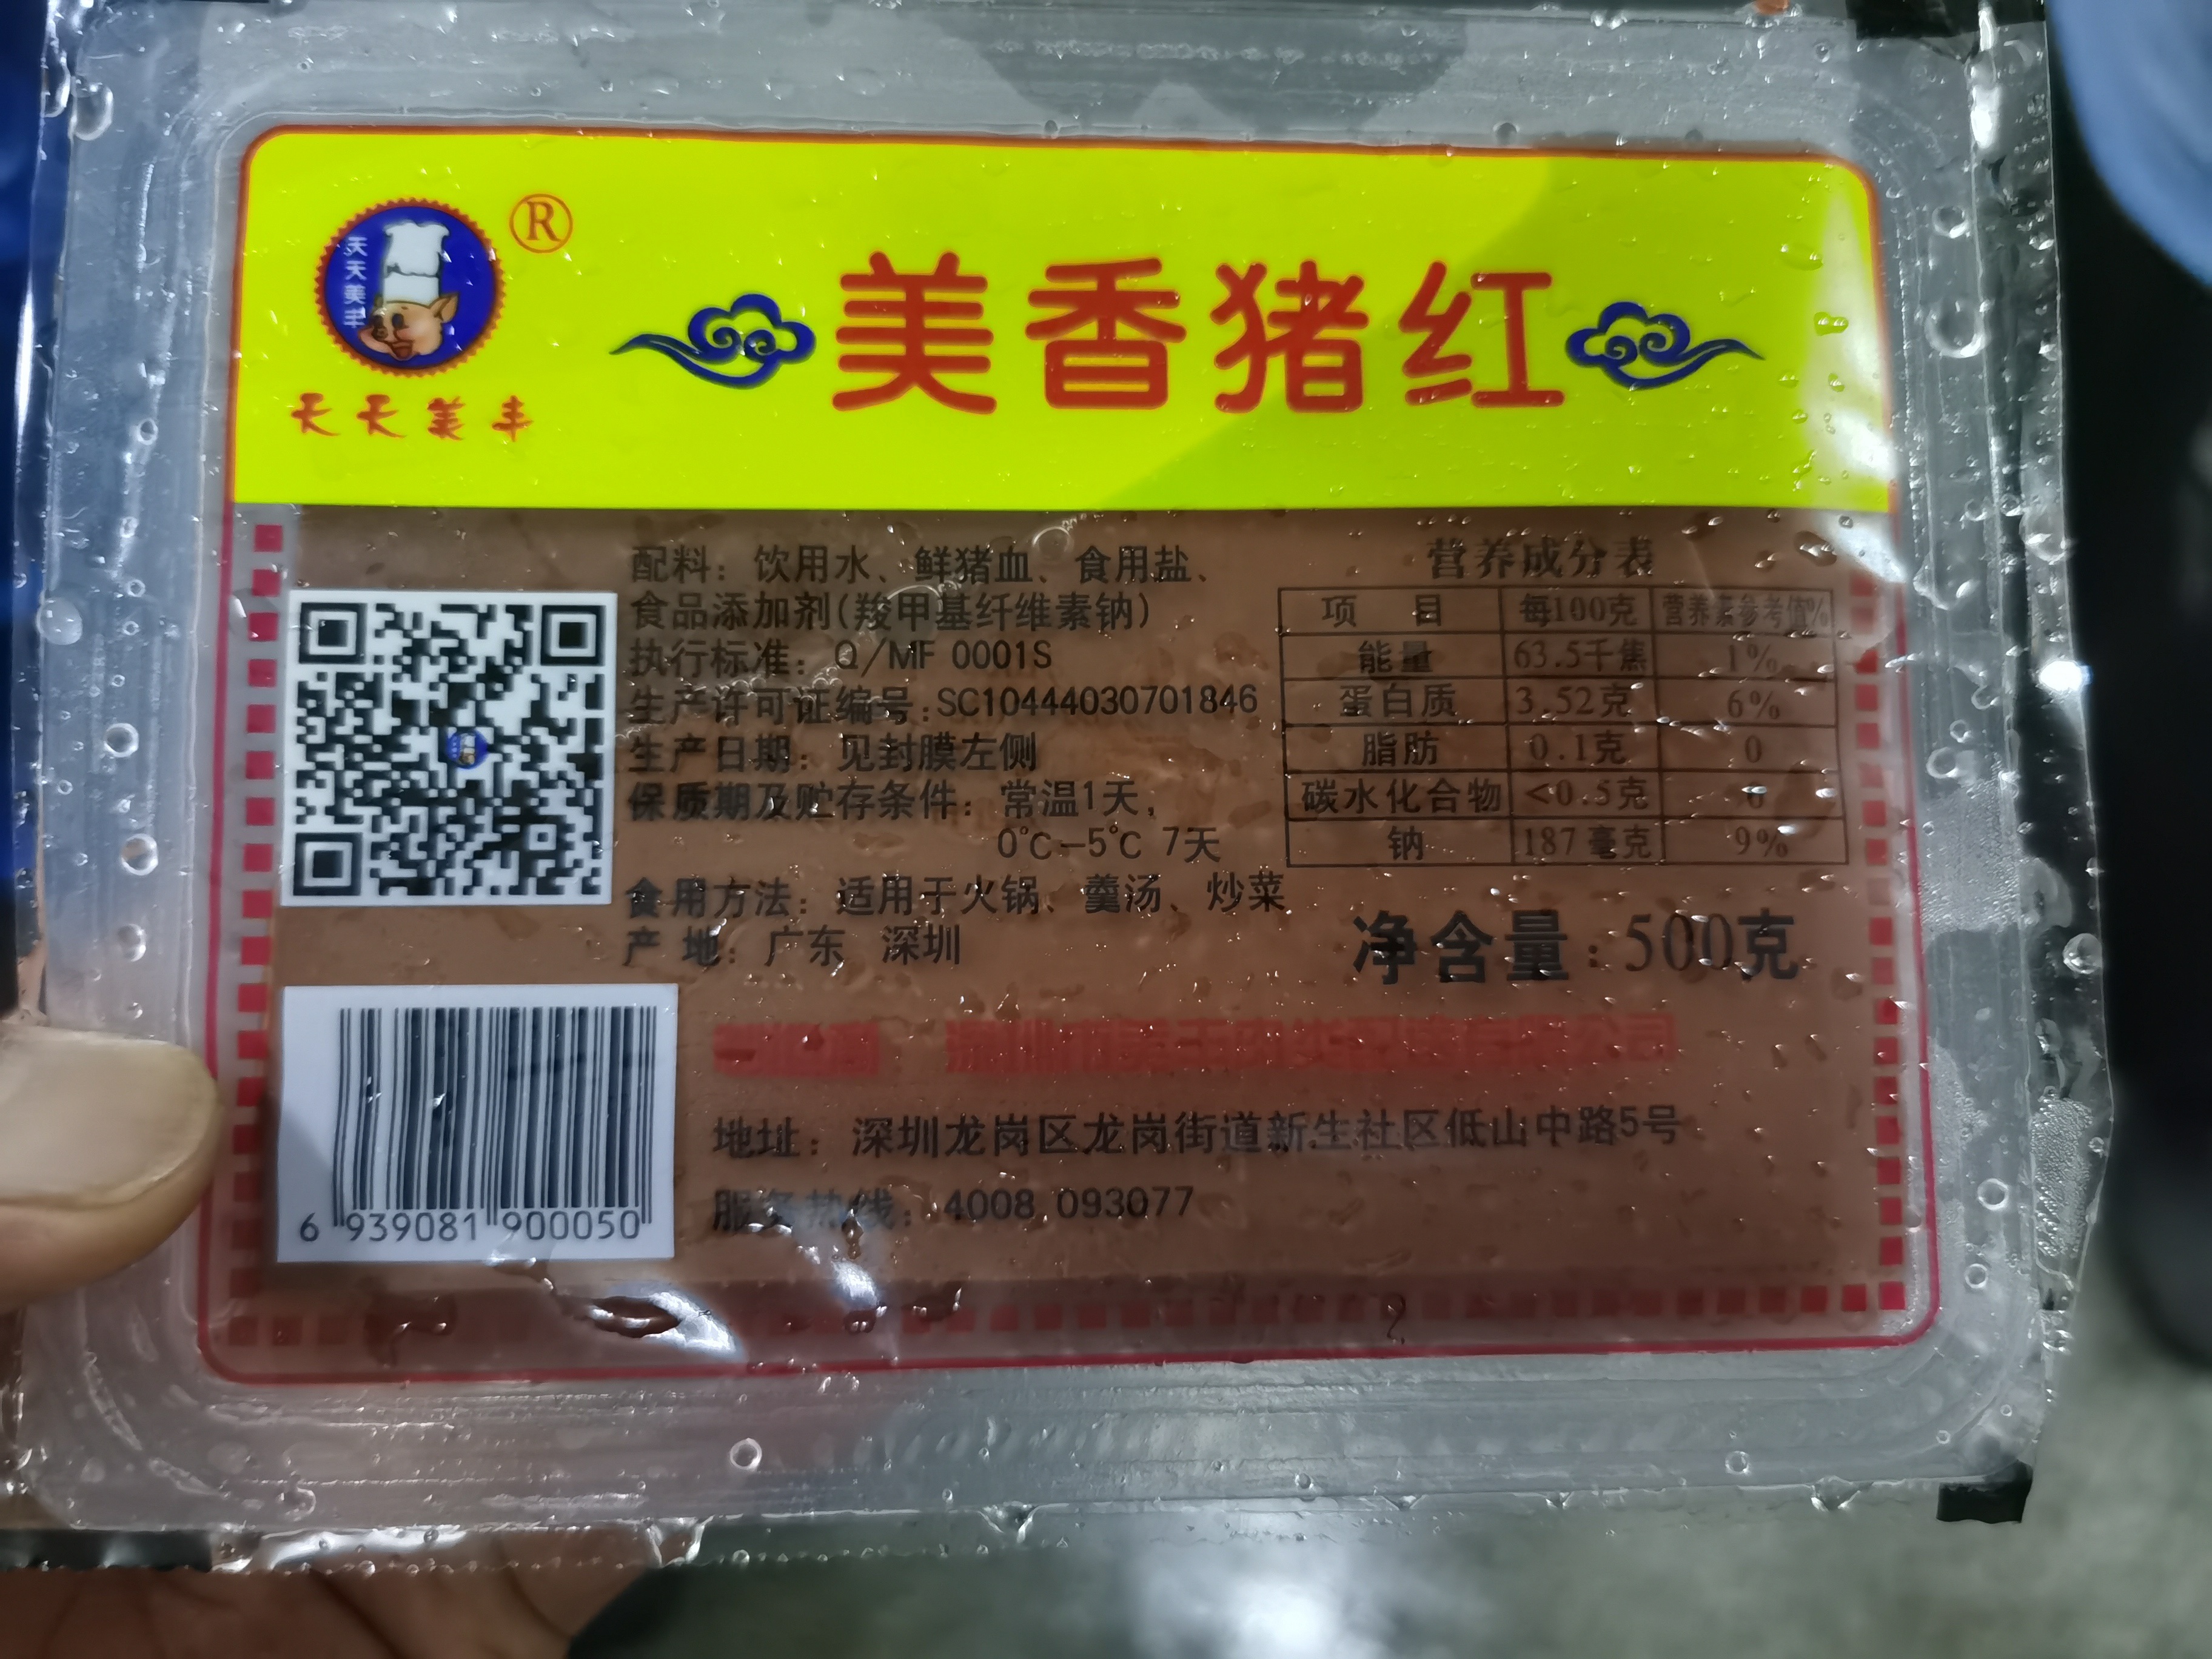 天天美丰
®
天天美丰
美香猪红
配料：饮用水、鲜猪血、食用盐、
食品添加剂(羧甲基纤维素钠)
执行标准：Q/MF 0001S
生产许可证编号:SC10444030701846
生产日期：见封膜左侧
保质期及贮存条件：常温1天，
0℃-5℃ 7天
食用方法：适用于火锅、羹汤、炒菜
产 地：广东 深圳
营养成分表
项 目 每100克 营养素参考值%
能量 63.5千焦 1%
蛋白质 3.52克 6%
脂肪 0.1克 0
碳水化合物 <0.5克 0
钠 187毫克 9%
净含量：500克
有限公司
地址：深圳龙岗区龙岗街道新生社区低山中路5号
服务热线：4008 093077
6 939081 900050